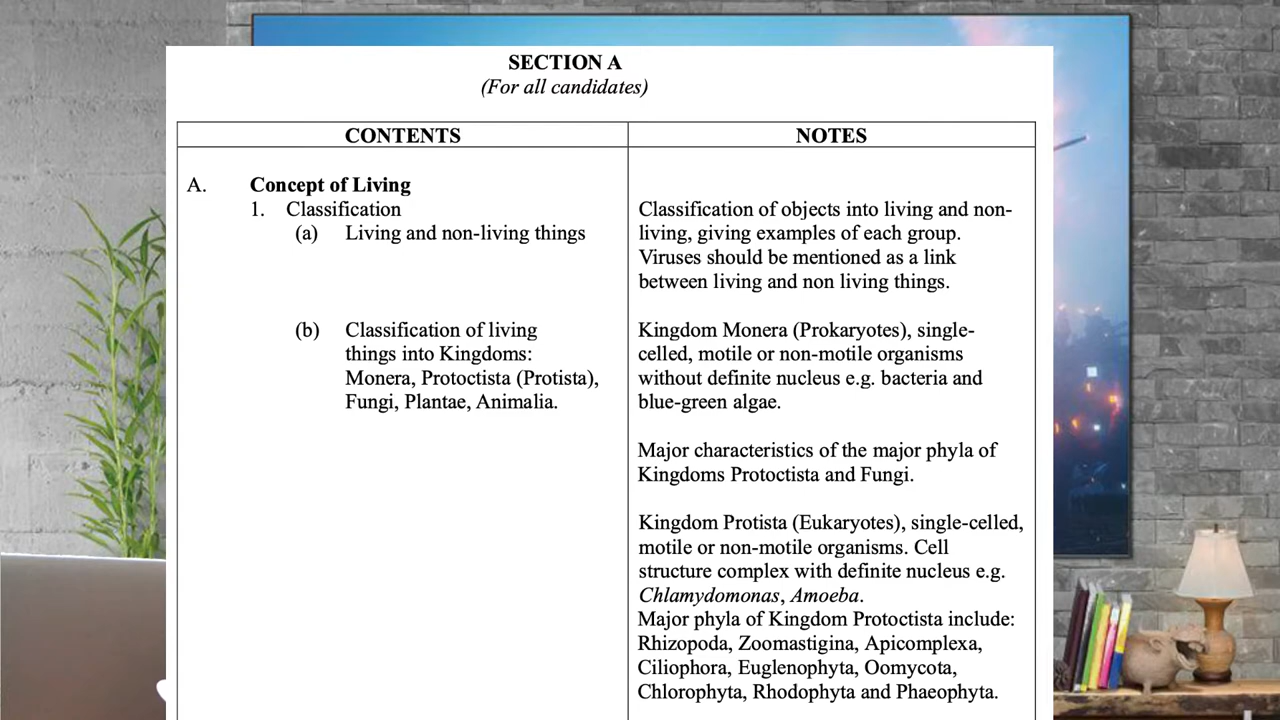 SECTION A
(For all candidates)
CONTENTS
NOTES
A. Concept of Living
1. Classification
(a) Living and non-living things
Classification of objects into living and non-
living, giving examples of each group.
Viruses should be mentioned as a link
between living and non living things.
(b) Classification of living
things into Kingdoms:
Monera, Protoctista (Protista),
Fungi, Plantae, Animalia.
Kingdom Monera (Prokaryotes), single-
celled, motile or non-motile organisms
without definite nucleus e.g. bacteria and
blue-green algae.
Major characteristics of the major phyla of
Kingdoms Protoctista and Fungi.
Kingdom Protista (Eukaryotes), single-celled,
motile or non-motile organisms. Cell
structure complex with definite nucleus e.g.
Chlamydomonas, Amoeba.
Major phyla of Kingdom Protoctista include:
Rhizopoda, Zoomastigina, Apicomplexa,
Ciliophora, Euglenophyta, Oomycota,
Chlorophyta, Rhodophyta and Phaeophyta.